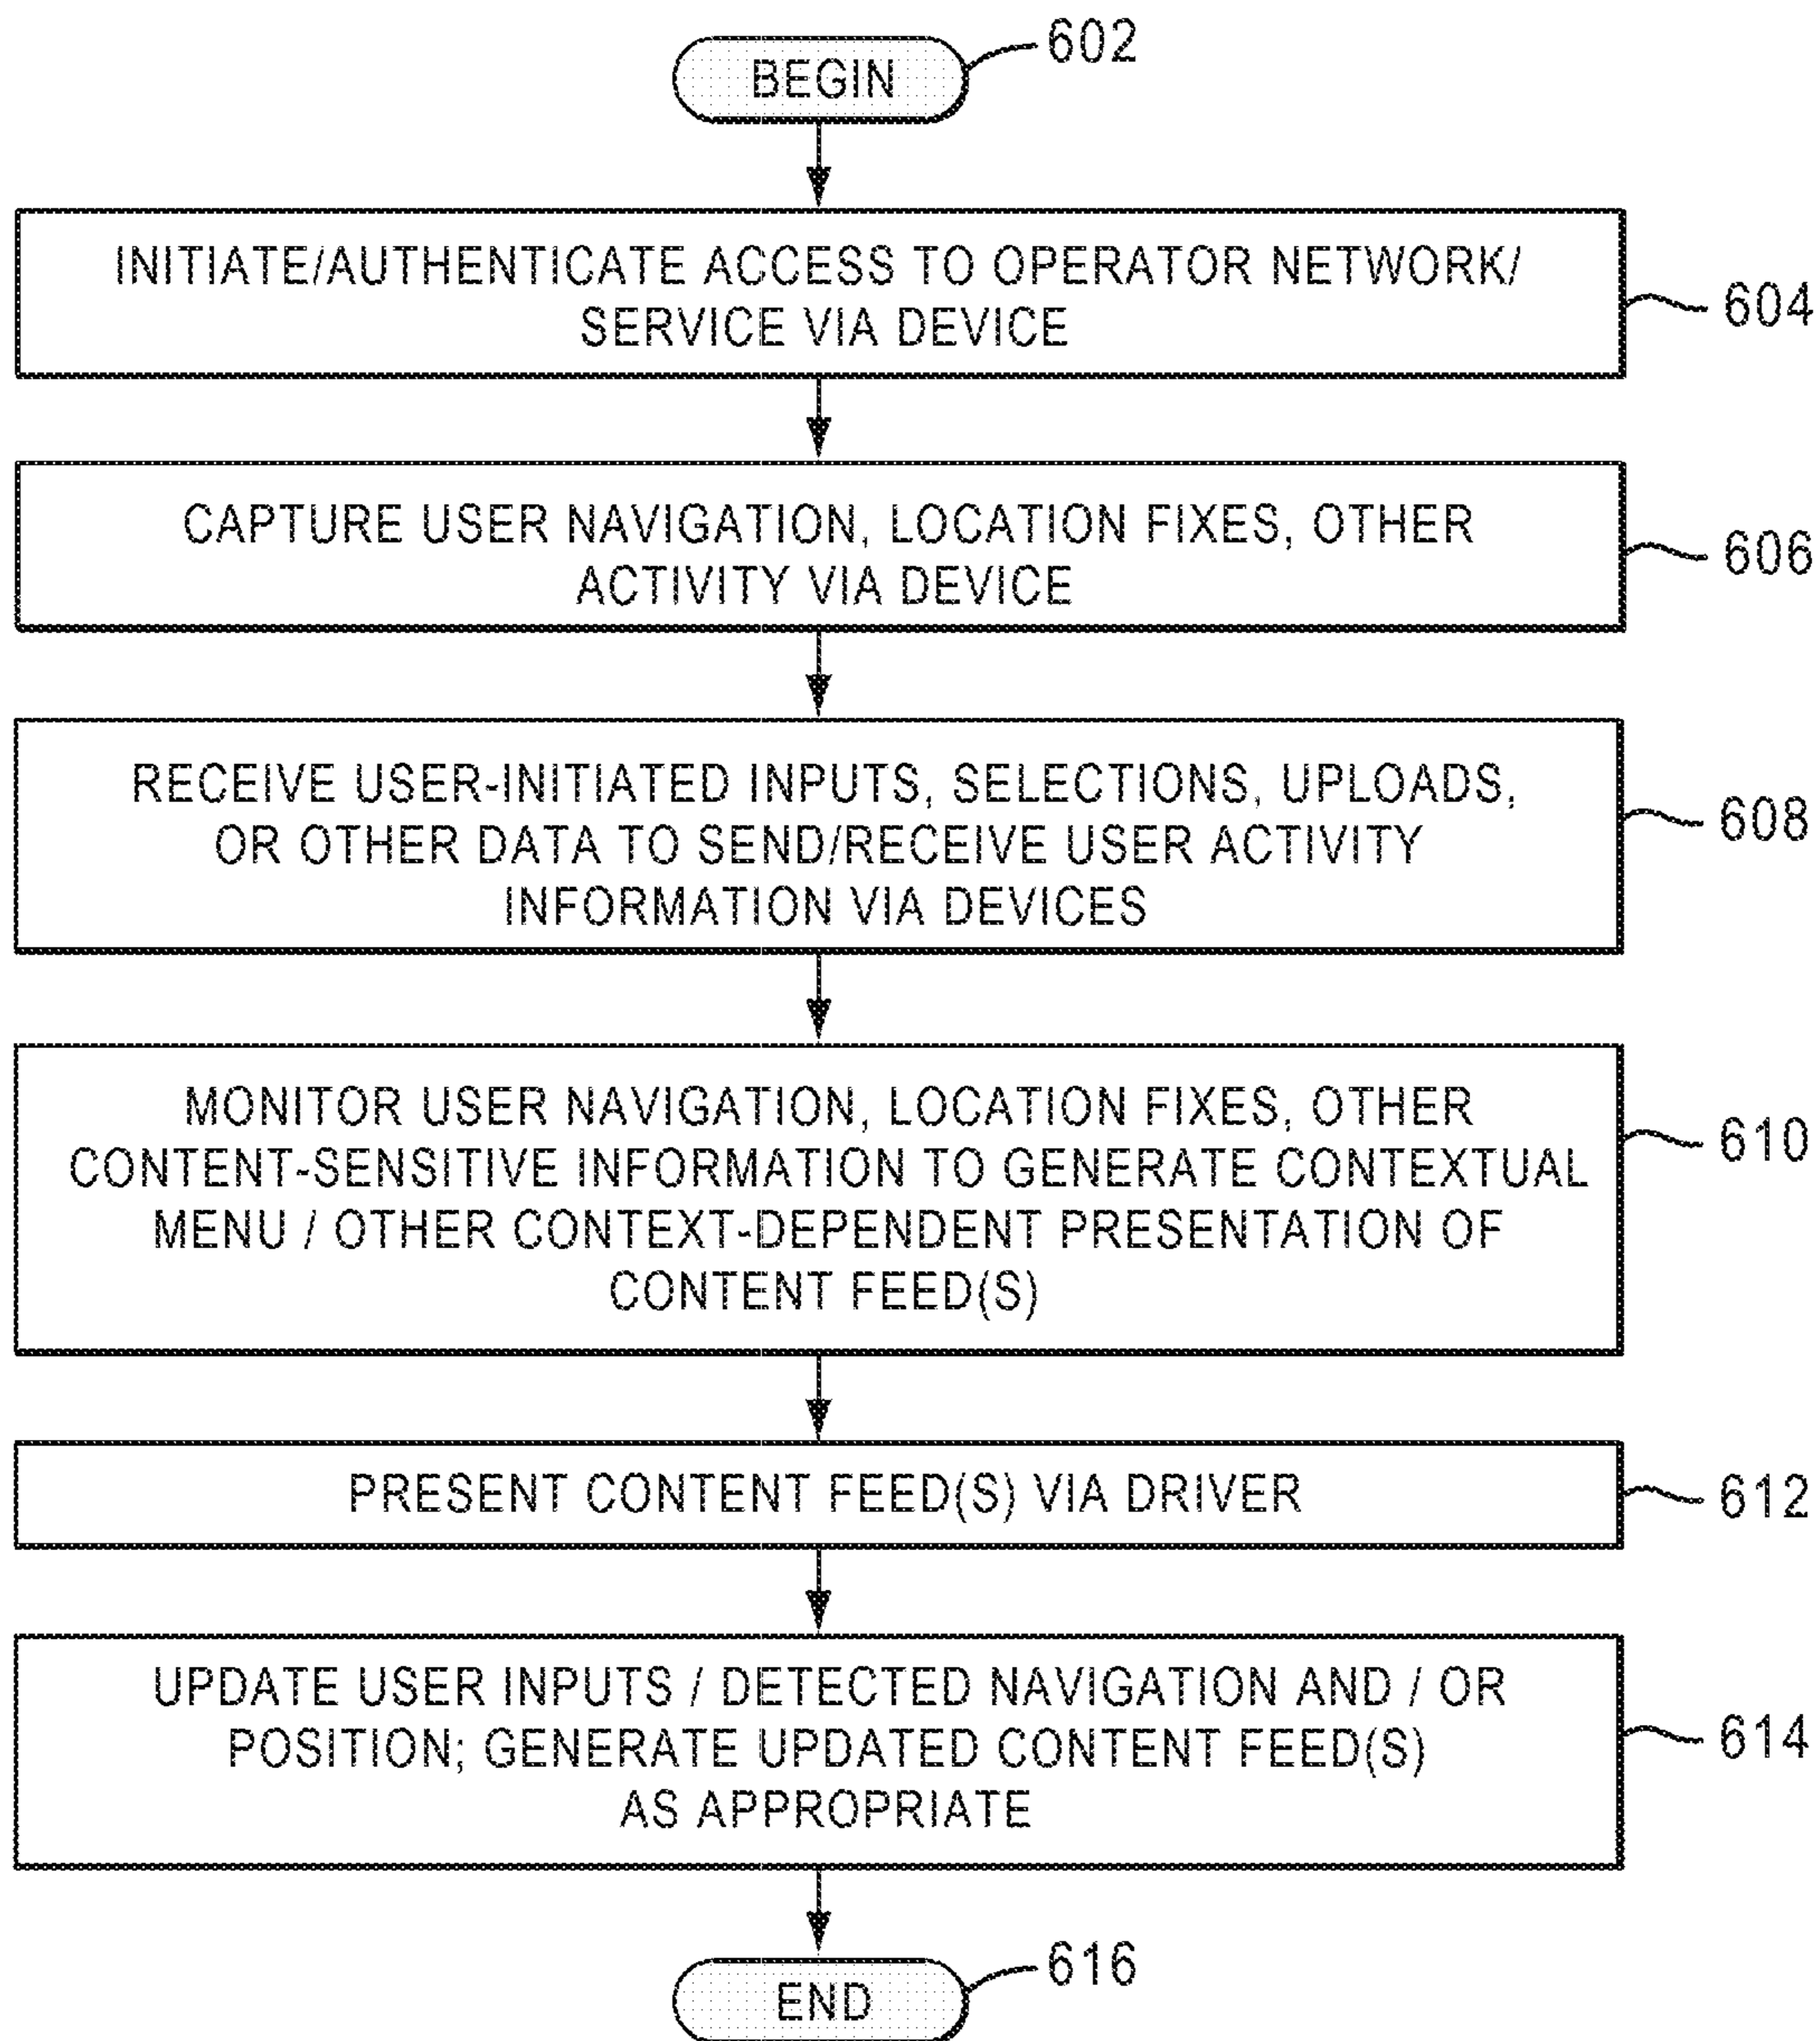 BEGIN
602
INITIATE/AUTHENTICATE ACCESS TO OPERATOR NETWORK/
SERVICE VIA DEVICE
604
CAPTURE USER NAVIGATION, LOCATION FIXES, OTHER
ACTIVITY VIA DEVICE
606
RECEIVE USER-INITIATED INPUTS, SELECTIONS, UPLOADS,
OR OTHER DATA TO SEND/RECEIVE USER ACTIVITY
INFORMATION VIA DEVICES
608
MONITOR USER NAVIGATION, LOCATION FIXES, OTHER
CONTENT-SENSITIVE INFORMATION TO GENERATE CONTEXTUAL
MENU / OTHER CONTEXT-DEPENDENT PRESENTATION OF
CONTENT FEED(S)
610
PRESENT CONTENT FEED(S) VIA DRIVER
612
UPDATE USER INPUTS / DETECTED NAVIGATION AND / OR
POSITION; GENERATE UPDATED CONTENT FEED(S)
AS APPROPRIATE
614
END
616